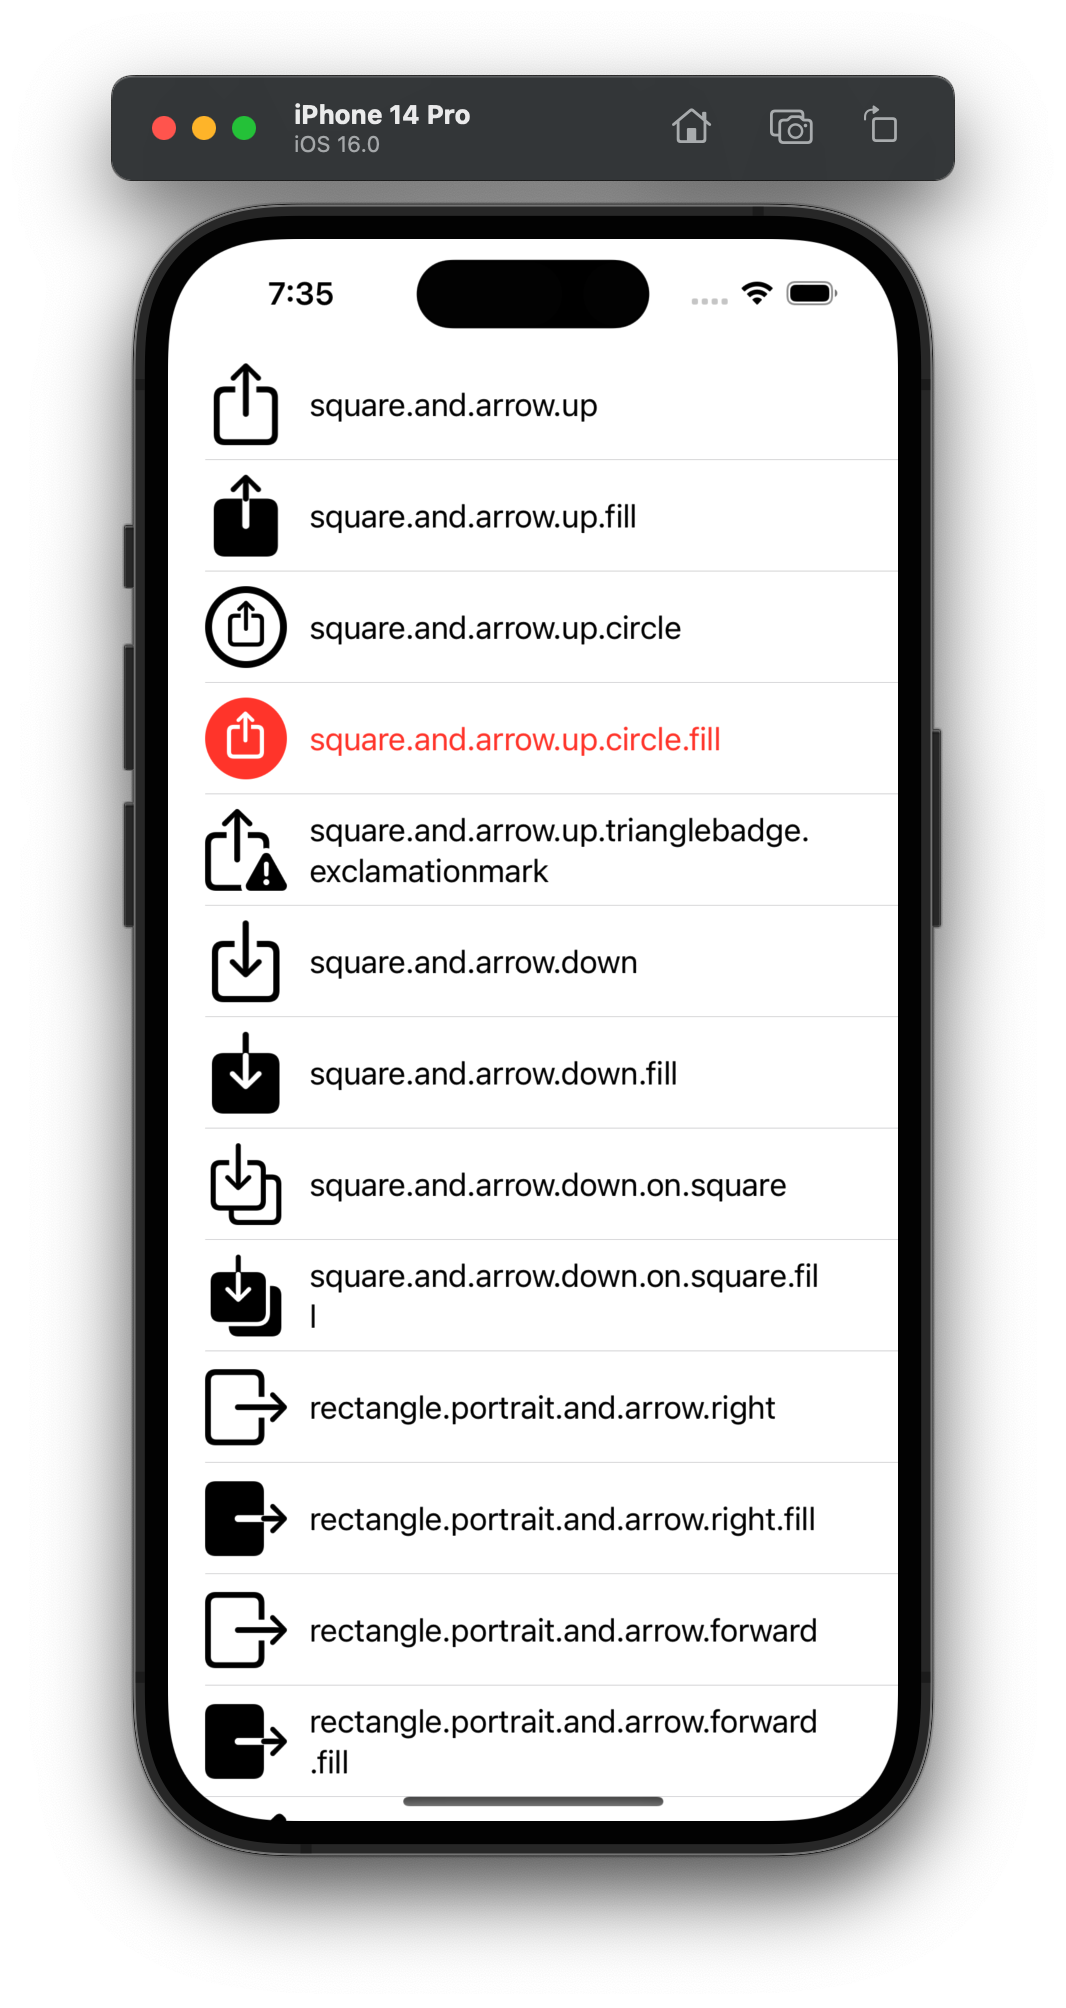 iPhone 14 Pro
iOS 16.0
7:35
square.and.arrow.up
square.and.arrow.up.fill
square.and.arrow.up.circle
square.and.arrow.up.circle.fill
square.and.arrow.up.trianglebadge.
exclamationmark
square.and.arrow.down
square.and.arrow.down.fill
square.and.arrow.down.on.square
square.and.arrow.down.on.square.fil
l
rectangle.portrait.and.arrow.right
rectangle.portrait.and.arrow.right.fill
rectangle.portrait.and.arrow.forward
rectangle.portrait.and.arrow.forward
.fill